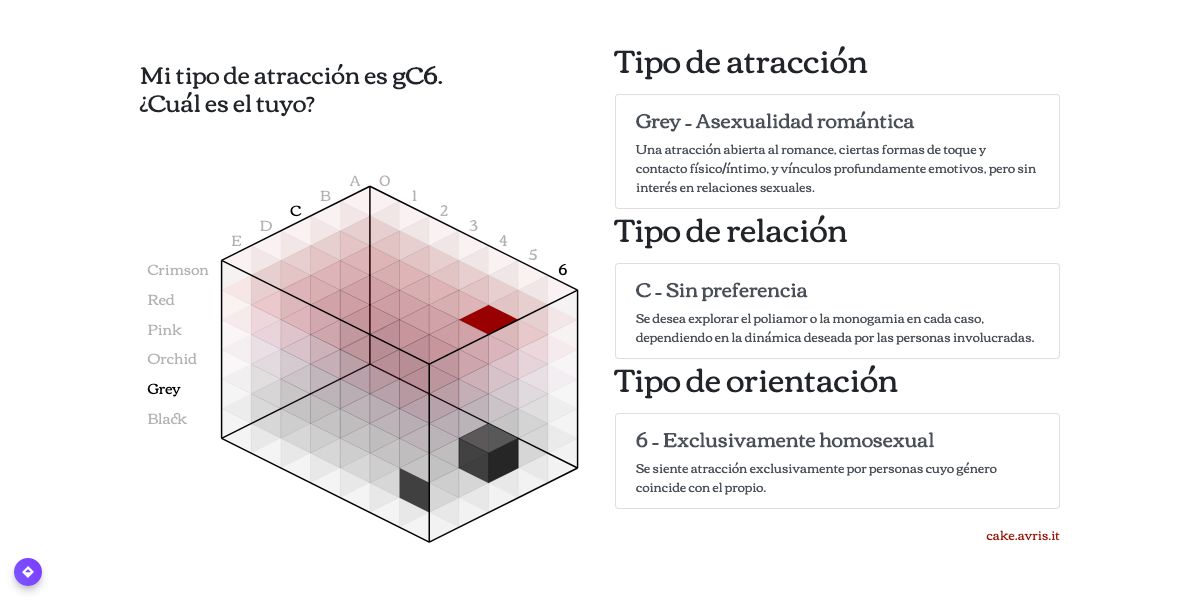 Mi tipo de atracción es gC6.
¿Cuál es el tuyo?
A
B
C
D
E
0
1
2
3
4
5
6
Crimson
Red
Pink
Orchid
Grey
Black
Tipo de atracción
Grey - Asexualidad romántica
Una atracción abierta al romance, ciertas formas de toque y
contacto físico/íntimo, y vínculos profundamente emotivos, pero sin
interés en relaciones sexuales.
Tipo de relación
C - Sin preferencia
Se desea explorar el poliamor o la monogamia en cada caso,
dependiendo en la dinámica deseada por las personas involucradas.
Tipo de orientación
6 - Exclusivamente homosexual
Se siente atracción exclusivamente por personas cuyo género
coincide con el propio.
cake.avris.it